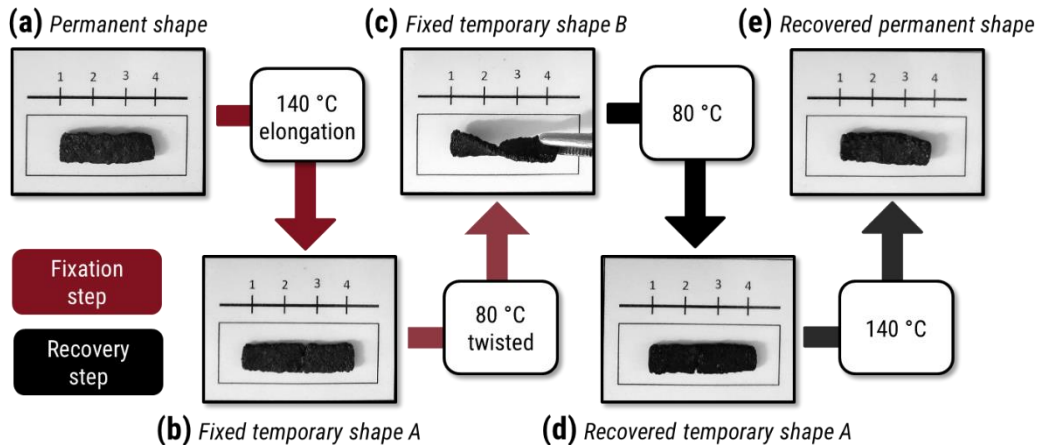 (a) Permanent shape
1 2 3 4
140 °C
elongation
(c) Fixed temporary shape B
1 2 3 4
80 °C
(e) Recovered permanent shape
1 2 3 4
Fixation
step
Recovery
step
1 2 3 4
(b) Fixed temporary shape A
80 °C
twisted
1 2 3 4
(d) Recovered temporary shape A
140 °C